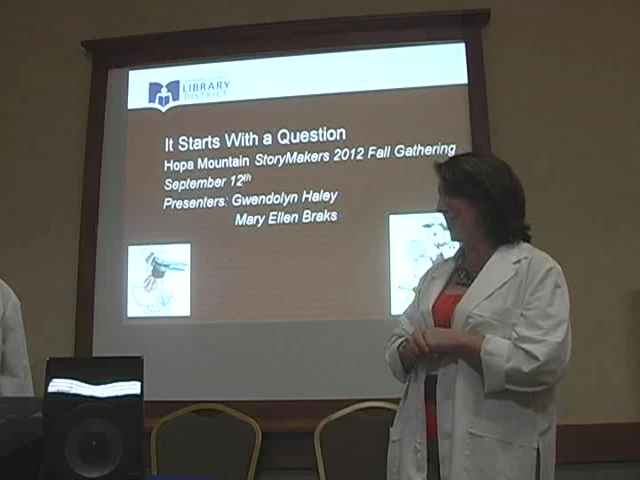 LIBRARY
DISTRICT
It Starts With a Question
Hopa Mountain StoryMakers 2012 Fall Gathering
September 12th
Presenters: Gwendolyn Haley
Mary Ellen Braks